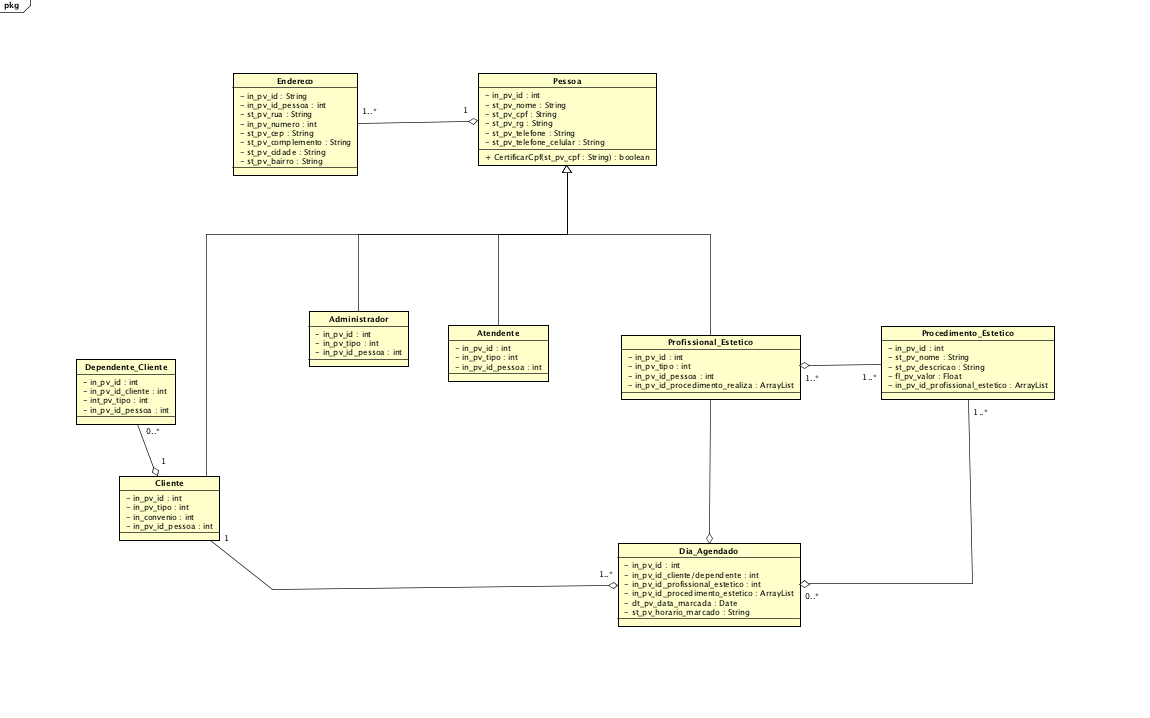 pkg
Endereco
- in_pv_id : String
- in_pv_id_pessoa : int
- st_pv_rua : String
- in_pv_numero : int
- st_pv_cep : String
- st_pv_complemento : String
- st_pv_cidade : String
- st_pv_bairro : String
1..*
1
Pessoa
- in_pv_id : int
- st_pv_nome : String
- st_pv_cpf : String
- st_pv_rg : String
- st_pv_telefone : String
- st_pv_telefone_celular : String
+ CertificarCpf(st_pv_cpf : String) : boolean
Administrador
- in_pv_id : int
- in_pv_tipo : int
- in_pv_id_pessoa : int
Atendente
- in_pv_id : int
- in_pv_tipo : int
- in_pv_id_pessoa : int
Profissional_Estetico
- in_pv_id : int
- in_pv_tipo : int
- in_pv_id_pessoa : int
- in_pv_id_procedimento_realiza : ArrayList
1..*
1..*
Procedimento_Estetico
- in_pv_id : int
- st_pv_nome : String
- st_pv_descricao : String
- fl_pv_valor : Float
- in_pv_id_profissional_estetico : ArrayList
1..*
Dependente_Cliente
- in_pv_id : int
- in_pv_id_cliente : int
- int_pv_tipo : int
- in_pv_id_pessoa : int
0..*
1
Cliente
- in_pv_id : int
- in_pv_tipo : int
- in_convenio : int
- in_pv_id_pessoa : int
1
1..*
Dia_Agendado
- in_pv_id : int
- in_pv_id_cliente/dependente : int
- in_pv_id_profissional_estetico : int
- in_pv_id_procedimento_estetico : ArrayList
- dt_pv_data_marcada : Date
- st_pv_horario_marcado : String
0..*